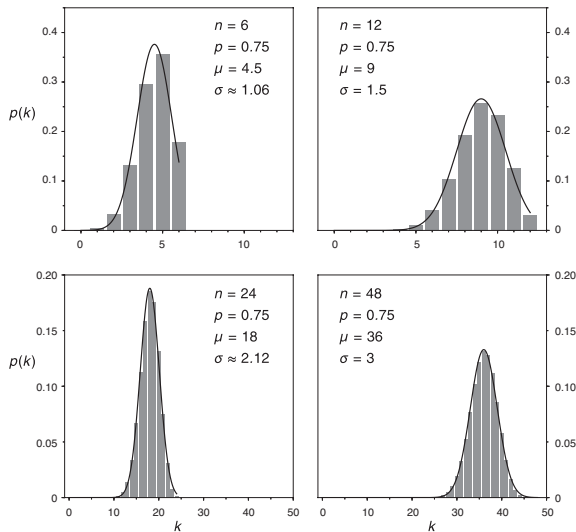 0.4
n = 6
p = 0.75
μ = 4.5
σ ≈ 1.06
0.3
p(k)
0.2
0.1
0
0 5 10
n = 12
p = 0.75
μ = 9
σ = 1.5
0.4
0.3
0.2
0.1
0
0 5 10
0.20
n = 24
p = 0.75
μ = 18
σ ≈ 2.12
0.15
p(k)
0.10
0.05
0
0 10 20 30 40 50
k
n = 48
p = 0.75
μ = 36
σ = 3
0.20
0.15
0.10
0.05
0
0 10 20 30 40 50
k